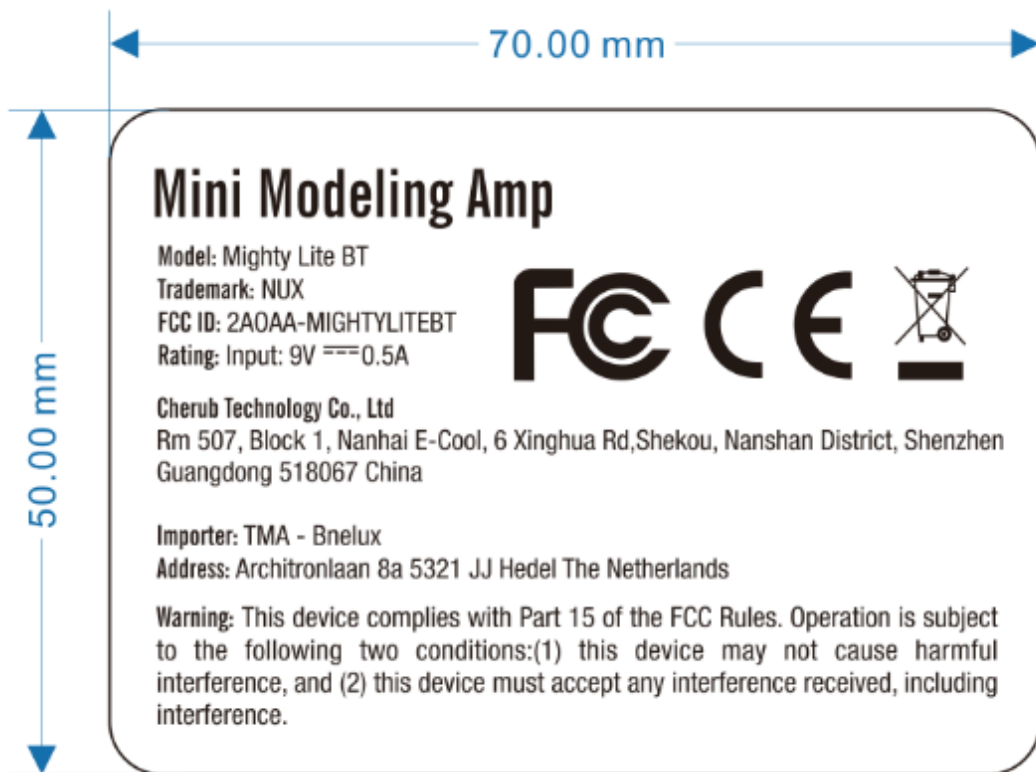 70.00 mm
50.00 mm
Mini Modeling Amp
Model: Mighty Lite BT
Trademark: NUX
FCC ID: 2AOAA-MIGHTYLITEBT
Rating: Input: 9V ⎓ 0.5A
FC CE
Cherub Technology Co., Ltd
Rm 507, Block 1, Nanhai E-Cool, 6 Xinghua Rd,Shekou, Nanshan District, Shenzhen
Guangdong 518067 China
Importer: TMA - Bnelux
Address: Architronlaan 8a 5321 JJ Hedel The Netherlands
Warning: This device complies with Part 15 of the FCC Rules. Operation is subject
to the following two conditions:(1) this device may not cause harmful
interference, and (2) this device must accept any interference received, including
interference.